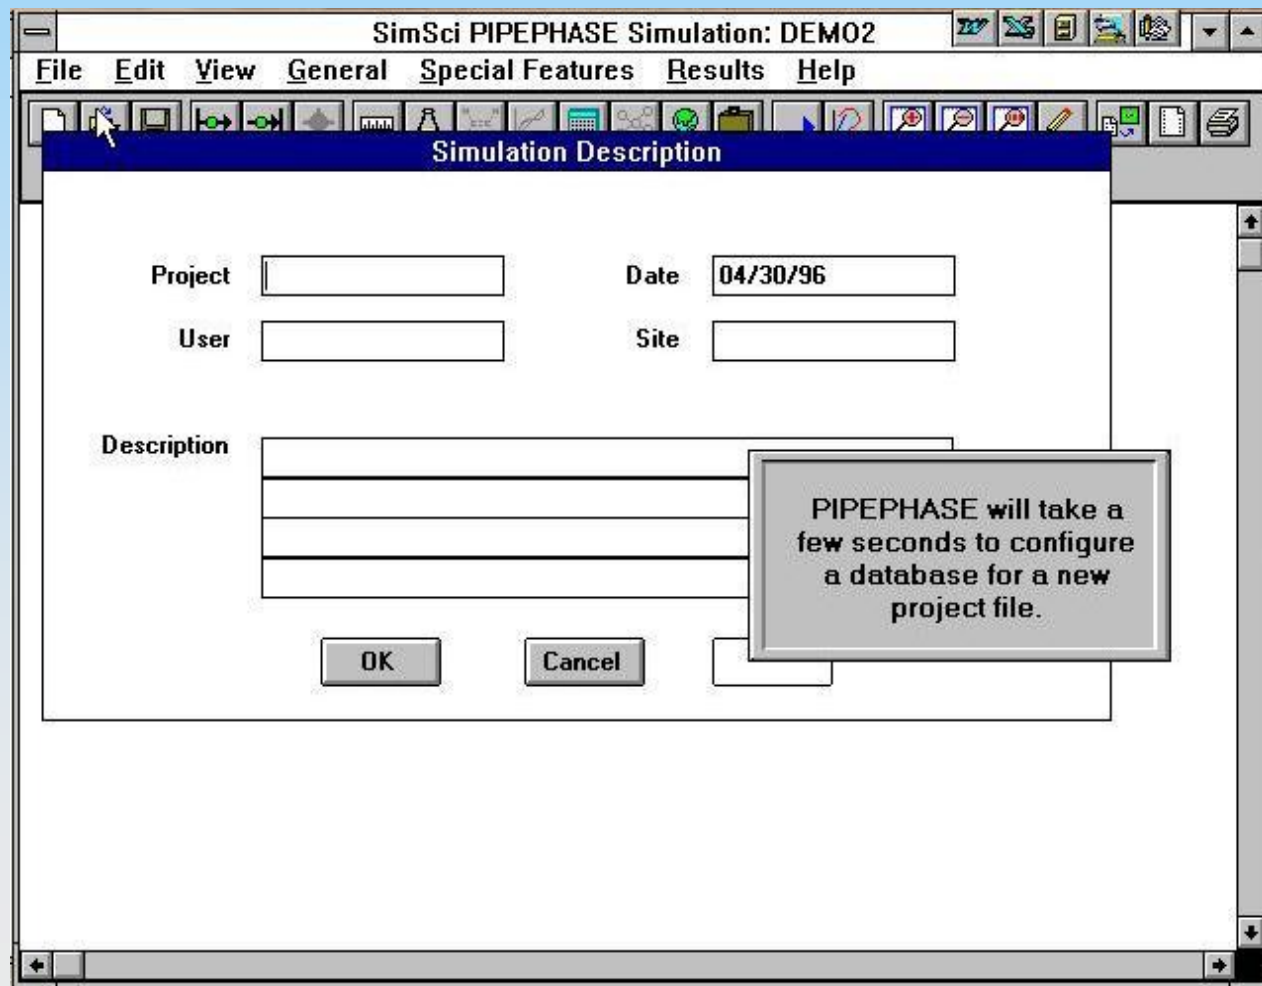 SimSci PIPEPHASE Simulation: DEMO2
File Edit View General Special Features Results Help
Simulation Description
Project Date 04/30/96
User Site
Description
PIPEPHASE will take a
few seconds to configure
a database for a new
project file.
OK Cancel